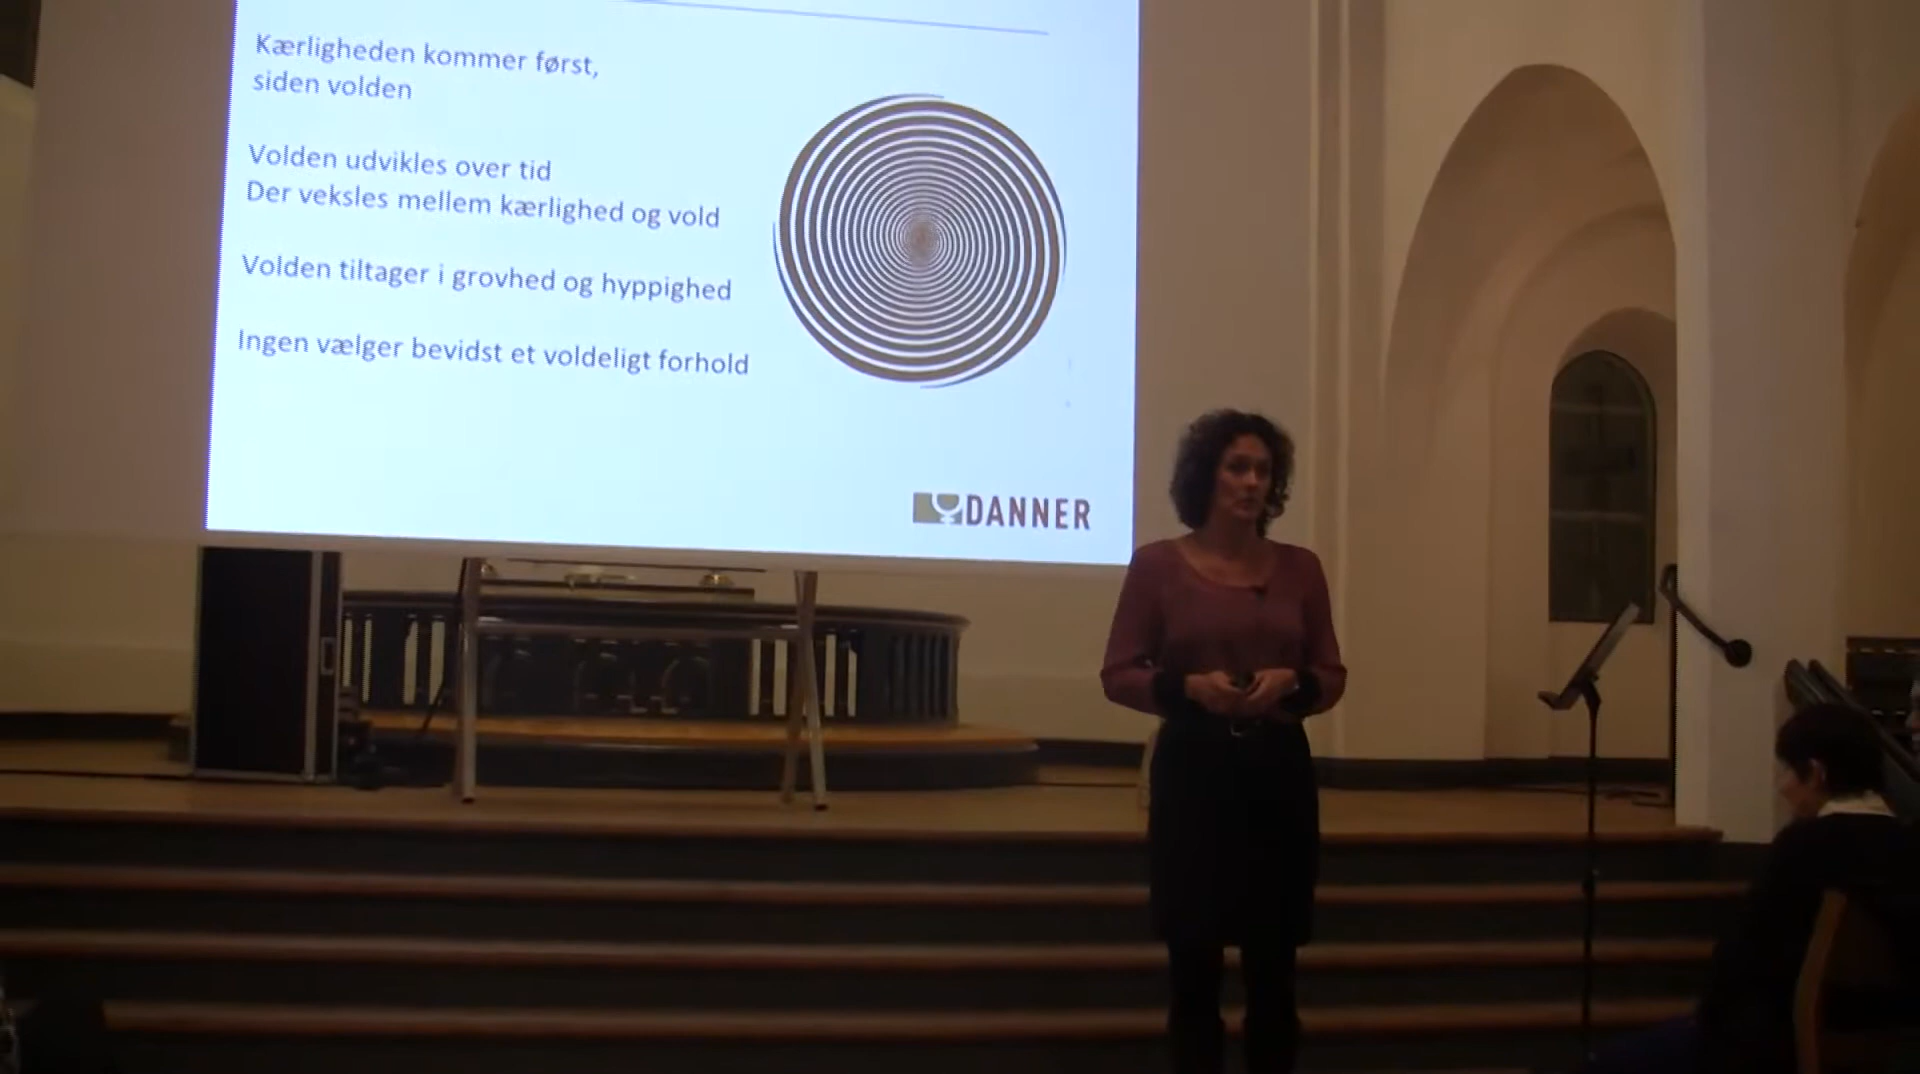 Kærligheden kommer først,
siden volden
Volden udvikles over tid
Der veksles mellem kærlighed og vold
Volden tiltager i grovhed og hyppighed
Ingen vælger bevidst et voldeligt forhold
DANNER